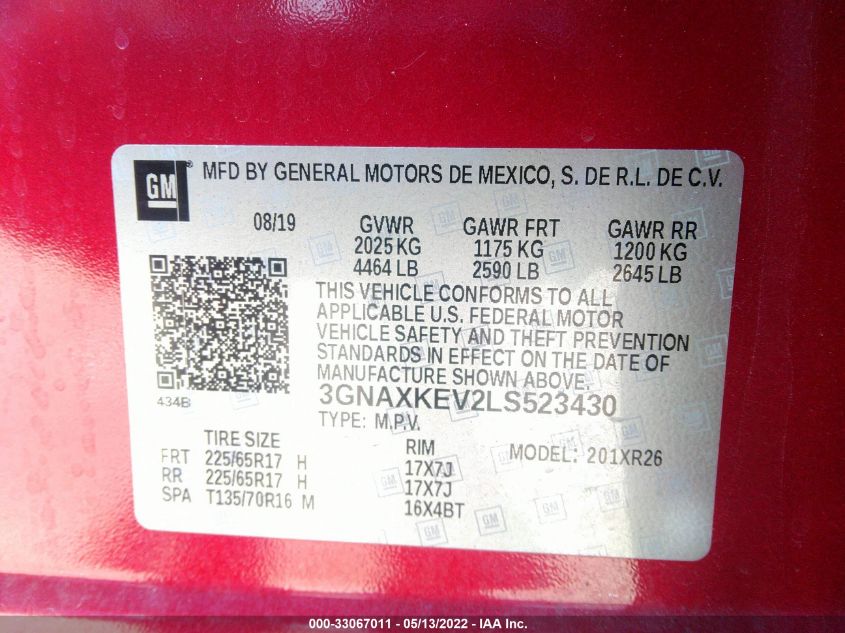 GM
MFD BY GENERAL MOTORS DE MEXICO, S. DE R.L. DE C.V.
08/19 GVWR GAWR FRT GAWR RR
2025 KG 1175 KG 1200 KG
4464 LB 2590 LB 2645 LB
THIS VEHICLE CONFORMS TO ALL
APPLICABLE U.S. FEDERAL MOTOR
VEHICLE SAFETY AND THEFT PREVENTION
STANDARDS IN EFFECT ON THE DATE OF
MANUFACTURE SHOWN ABOVE.
434B
3GNAXKEV2LS523430
TYPE: M.P.V.
TIRE SIZE RIM MODEL: 201XR26
FRT 225/65R17 H 17X7J
RR 225/65R17 H 17X7J
SPA T135/70R16 M 16X4BT
000-33067011 - 05/13/2022 - IAA Inc.